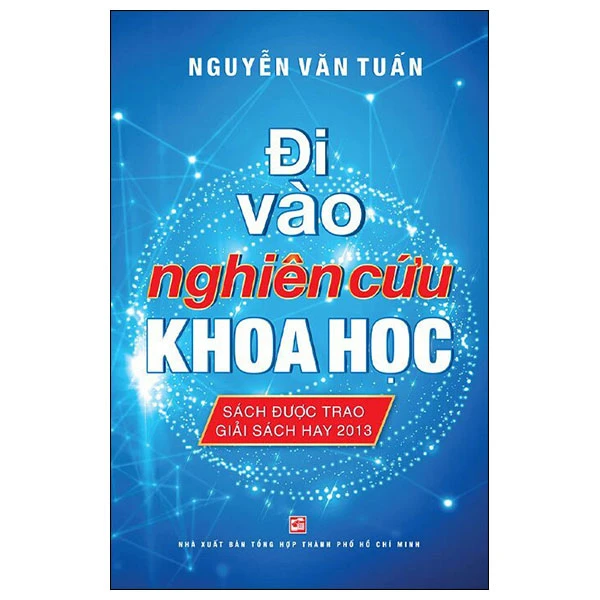 NGUYỄN VĂN TUẤN
Đi
vào
nghiên cứu
KHOA HỌC
SÁCH ĐƯỢC TRAO
GIẢI SÁCH HAY 2013
NHÀ XUẤT BẢN TỔNG HỢP THÀNH PHỐ HỒ CHÍ MINH